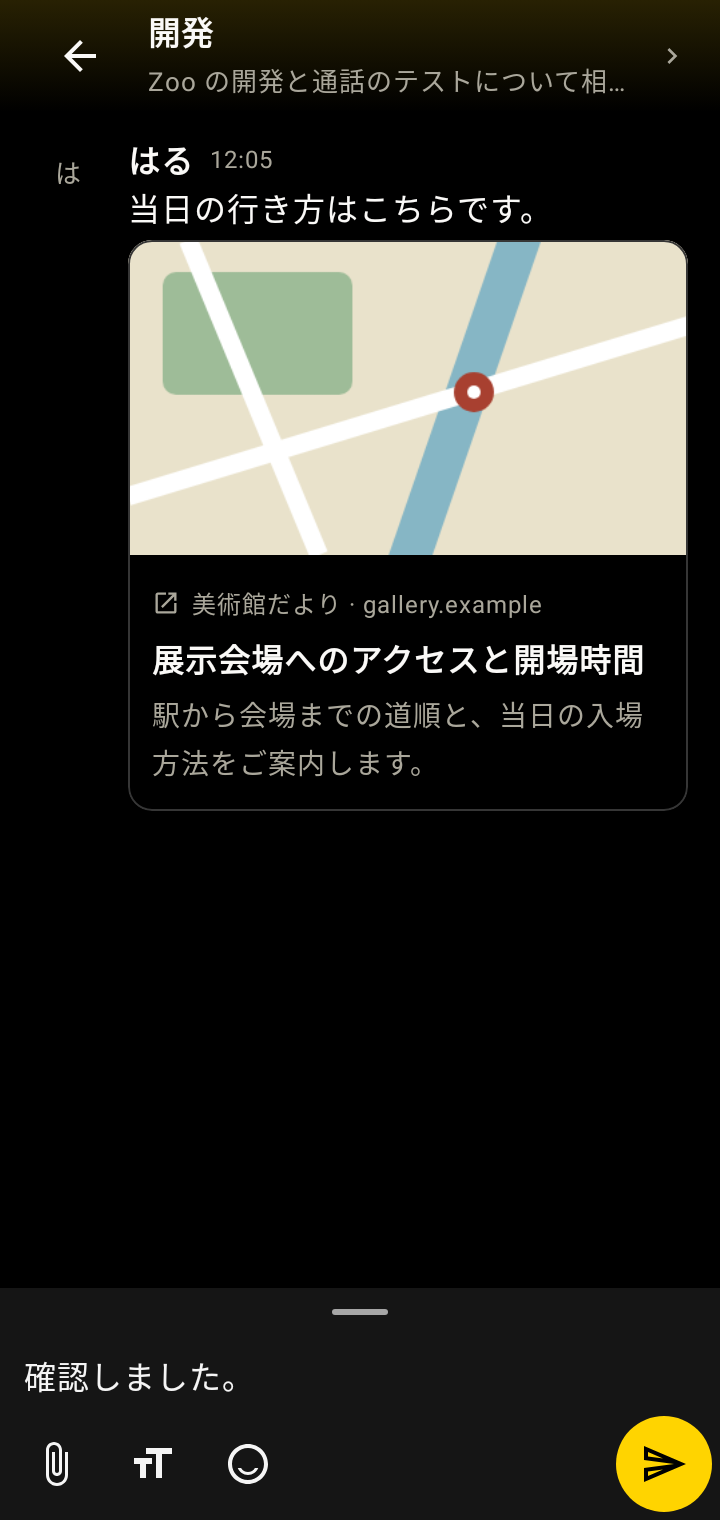 開発
Zoo の開発と通話のテストについて相…
は
はる 12:05
当日の行き方はこちらです。
美術館だより · gallery.example
展示会場へのアクセスと開場時間
駅から会場までの道順と、当日の入場
方法をご案内します。
確認しました。